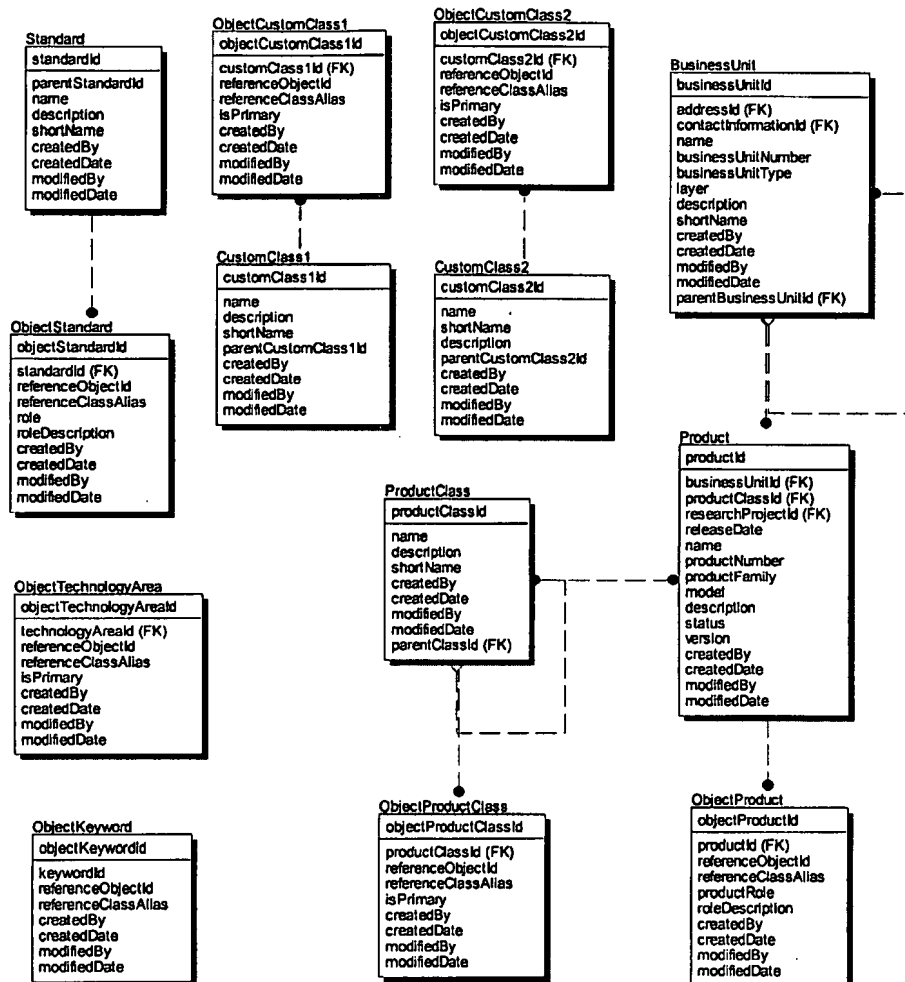 Standard
standardId
parentStandardId
name
description
shortName
createdBy
createdDate
modifiedBy
modifiedDate
ObjectCustomClass1
objectCustomClass1Id
customClass1Id (FK)
referenceObjectId
referenceClassAlias
isPrimary
createdBy
createdDate
modifiedBy
modifiedDate
ObjectCustomClass2
objectCustomClass2Id
customClass2Id (FK)
referenceObjectId
referenceClassAlias
isPrimary
createdBy
createdDate
modifiedBy
modifiedDate
BusinessUnit
businessUnitId
addressId (FK)
contactInformationId (FK)
name
businessUnitNumber
businessUnitType
layer
description
shortName
createdBy
createdDate
modifiedBy
modifiedDate
parentBusinessUnitId (FK)
CustomClass1
customClass1Id
name
description
shortName
parentCustomClass1Id
createdBy
createdDate
modifiedBy
modifiedDate
CustomClass2
customClass2Id
name
shortName
description
parentCustomClass2Id
createdBy
createdDate
modifiedBy
modifiedDate
ObjectStandard
objectStandardId
standardId (FK)
referenceObjectId
referenceClassAlias
role
roleDescription
createdBy
createdDate
modifiedBy
modifiedDate
Product
productId
businessUnitId (FK)
productClassId (FK)
researchProjectId (FK)
releaseDate
name
productNumber
productFamily
model
description
status
version
createdBy
createdDate
modifiedBy
modifiedDate
ProductClass
productClassId
name
description
shortName
createdBy
createdDate
modifiedBy
modifiedDate
parentClassId (FK)
ObjectTechnologyArea
objectTechnologyAreaId
technologyAreaId (FK)
referenceObjectId
referenceClassAlias
isPrimary
createdBy
createdDate
modifiedBy
modifiedDate
ObjectKeyword
objectKeywordId
keywordId
referenceObjectId
referenceClassAlias
createdBy
createdDate
modifiedBy
modifiedDate
ObjectProductClass
objectProductClassId
productClassId (FK)
referenceObjectId
referenceClassAlias
isPrimary
createdBy
createdDate
modifiedBy
modifiedDate
ObjectProduct
objectProductId
productId (FK)
referenceObjectId
referenceClassAlias
productRole
roleDescription
createdBy
createdDate
modifiedBy
modifiedDate